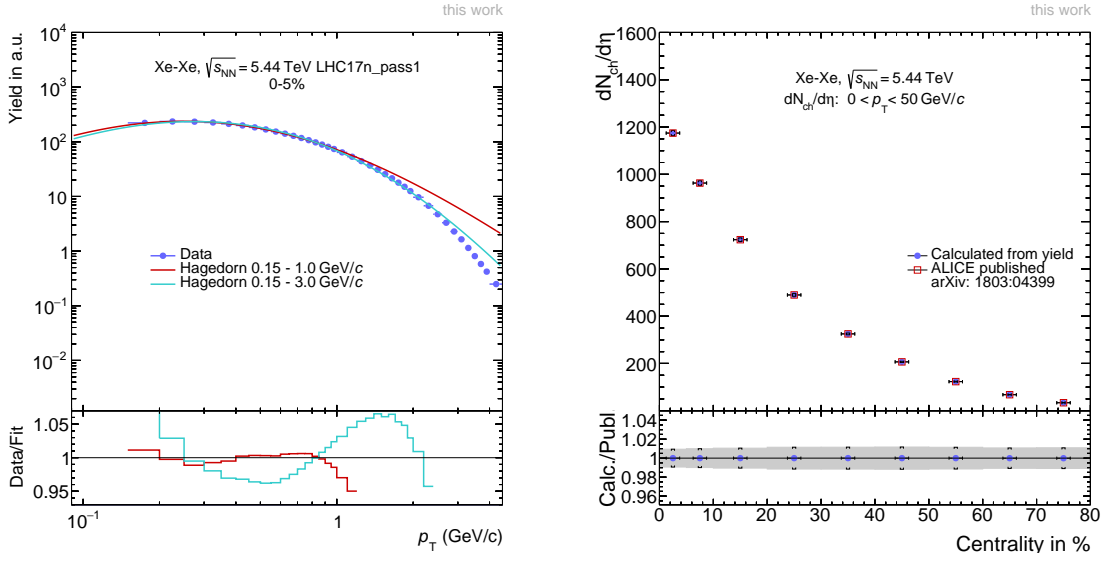 this work
Yield in a.u.
10^4
10^3
10^2
10
1
10^−1
10^−2
Xe-Xe, √s_NN = 5.44 TeV LHC17n_pass1
0-5%
Data
Hagedorn 0.15 - 1.0 GeV/c
Hagedorn 0.15 - 3.0 GeV/c
Data/Fit
1.05
1
0.95
10^−1
1
p_T (GeV/c)
this work
dN_ch/dη
1600
1400
1200
1000
800
600
400
200
Xe-Xe, √s_NN = 5.44 TeV
dN_ch/dη: 0 < p_T < 50 GeV/c
Calculated from yield
ALICE published
arXiv: 1803:04399
Calc./Publ
1.04
1.02
1
0.98
0.96
0 10 20 30 40 50 60 70 80
Centrality in %